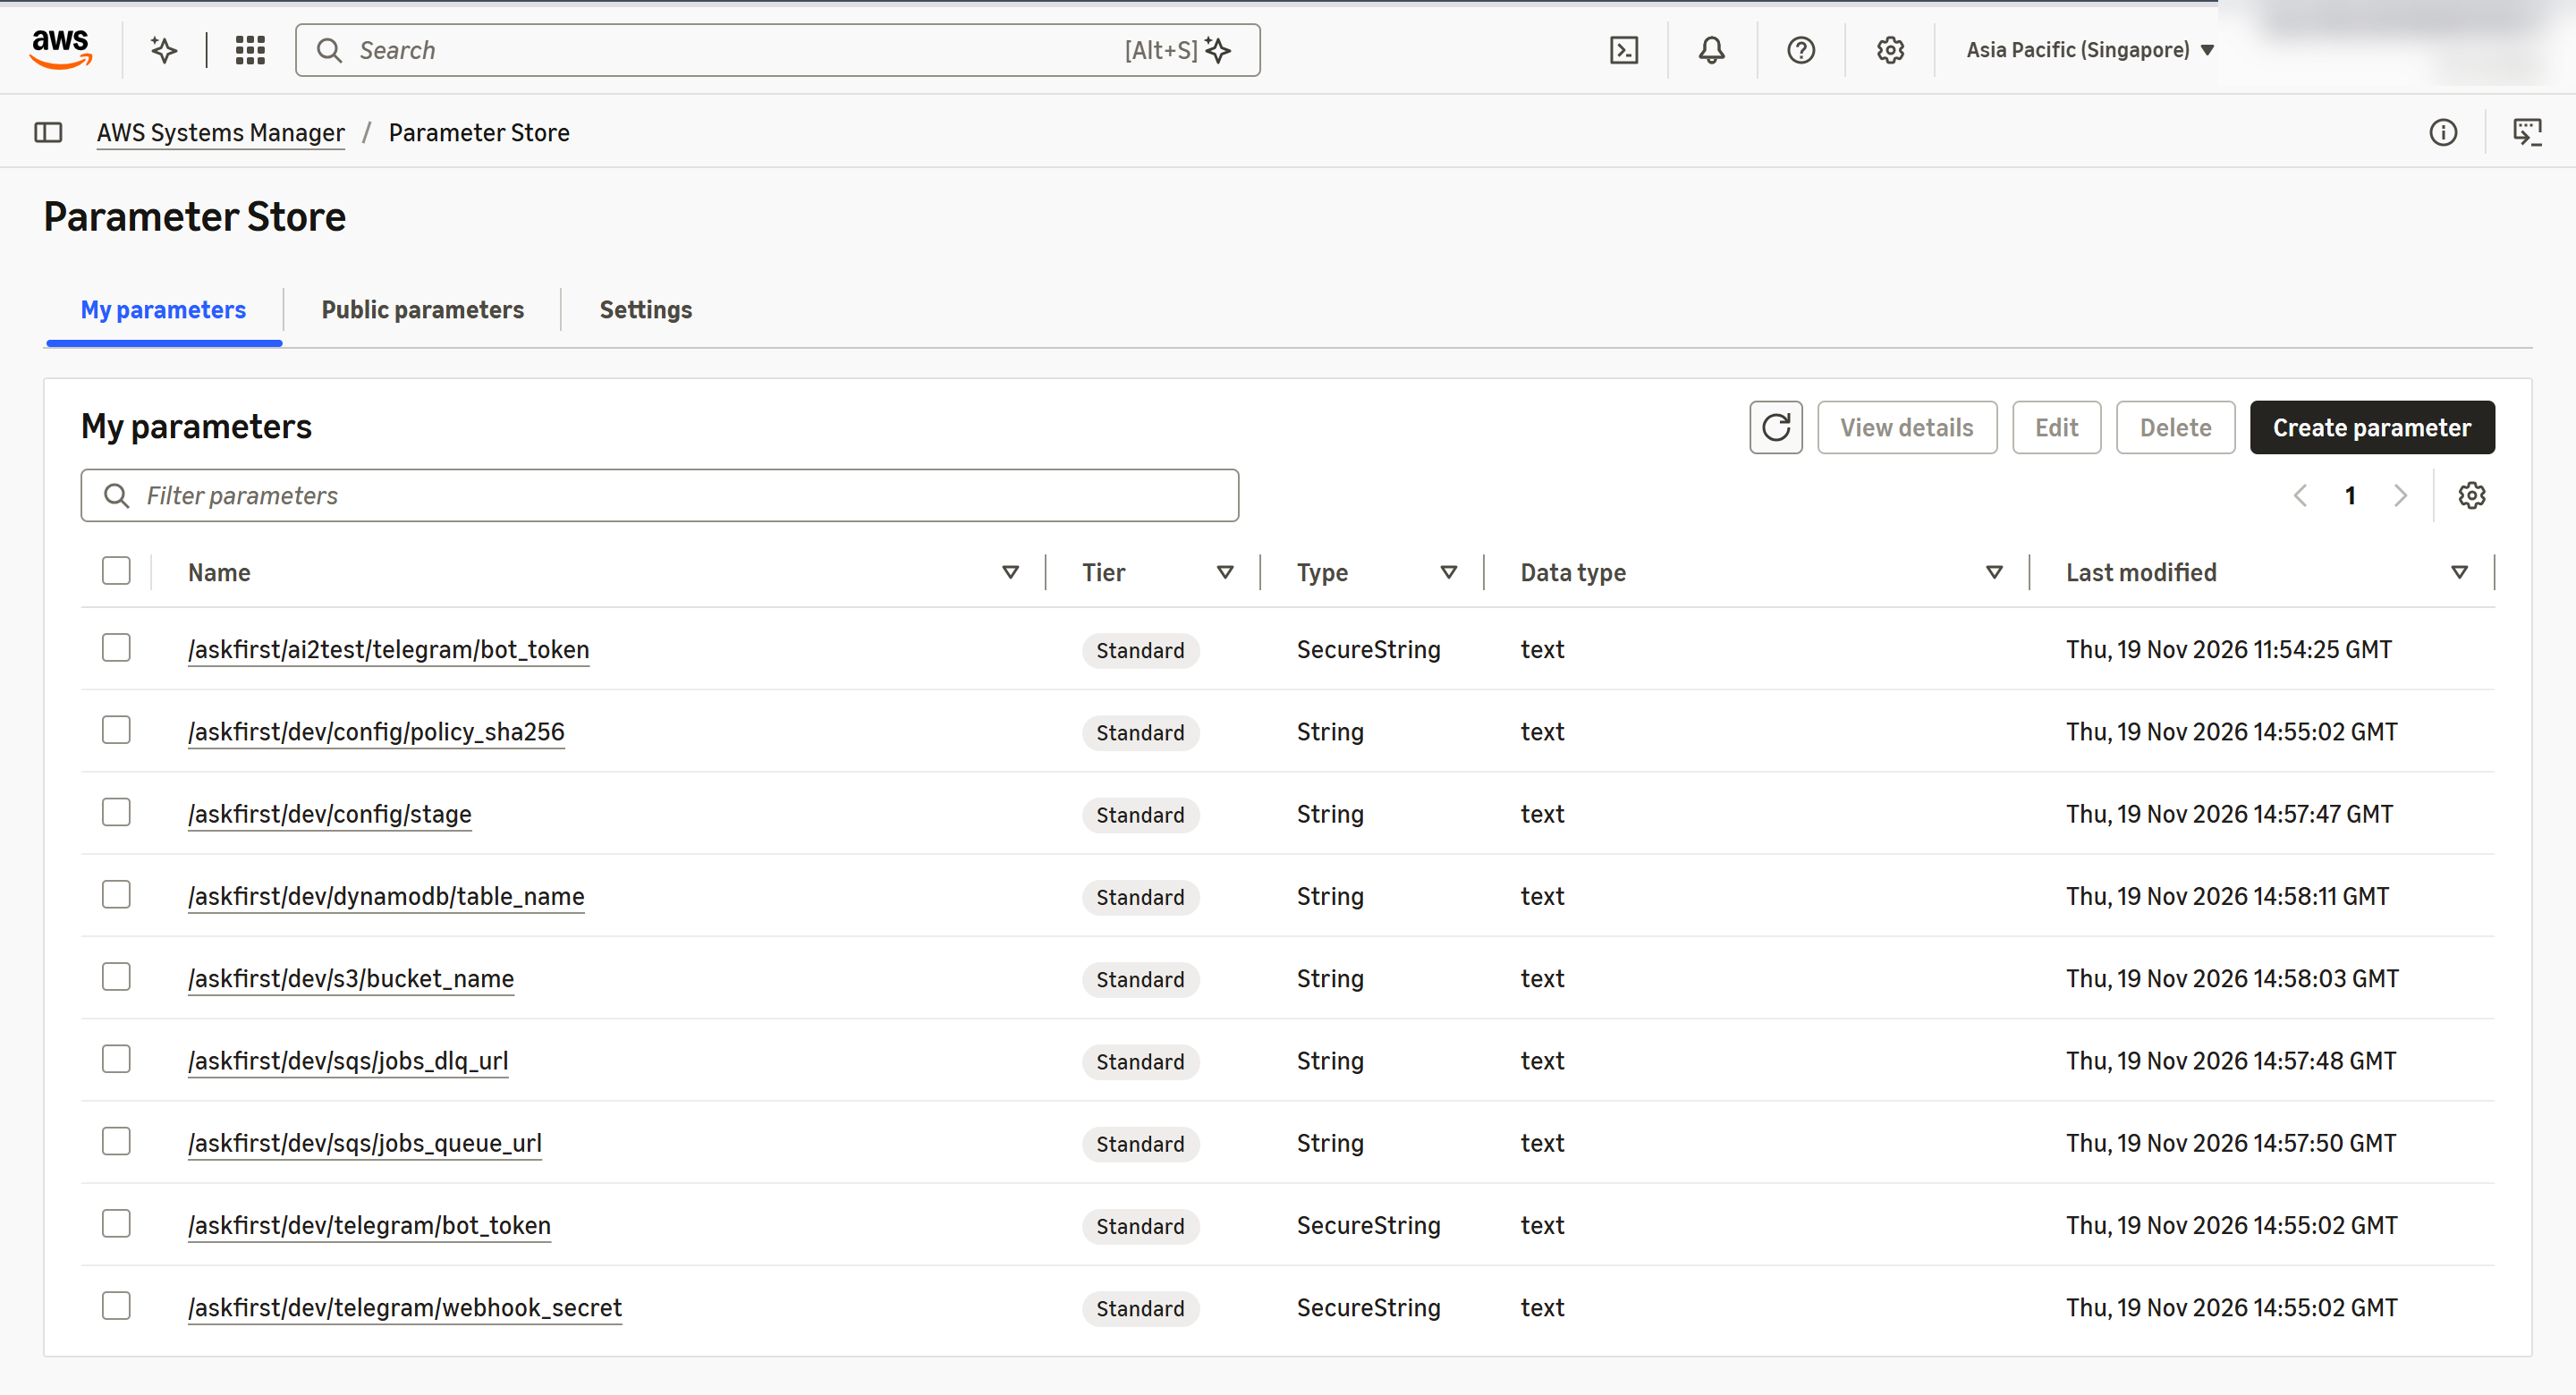 aws Search [Alt+S] Asia Pacific (Singapore)
AWS Systems Manager / Parameter Store
Parameter Store
My parameters Public parameters Settings
My parameters View details Edit Delete Create parameter
Filter parameters 1
Name Tier Type Data type Last modified
/askfirst/ai2test/telegram/bot_token Standard SecureString text Thu, 19 Nov 2026 11:54:25 GMT
/askfirst/dev/config/policy_sha256 Standard String text Thu, 19 Nov 2026 14:55:02 GMT
/askfirst/dev/config/stage Standard String text Thu, 19 Nov 2026 14:57:47 GMT
/askfirst/dev/dynamodb/table_name Standard String text Thu, 19 Nov 2026 14:58:11 GMT
/askfirst/dev/s3/bucket_name Standard String text Thu, 19 Nov 2026 14:58:03 GMT
/askfirst/dev/sqs/jobs_dlq_url Standard String text Thu, 19 Nov 2026 14:57:48 GMT
/askfirst/dev/sqs/jobs_queue_url Standard String text Thu, 19 Nov 2026 14:57:50 GMT
/askfirst/dev/telegram/bot_token Standard SecureString text Thu, 19 Nov 2026 14:55:02 GMT
/askfirst/dev/telegram/webhook_secret Standard SecureString text Thu, 19 Nov 2026 14:55:02 GMT